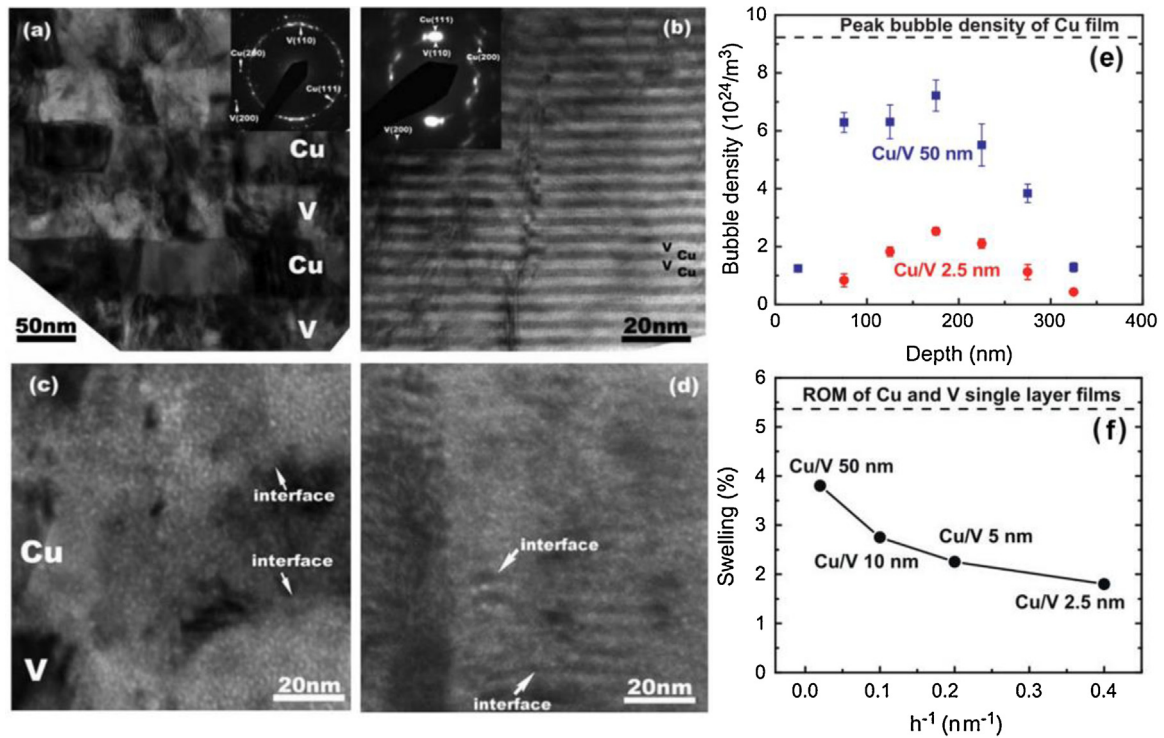 (a)
V(110)
Cu(200)
Cu(111)
V(200)
Cu
V
Cu
V
50nm
(b)
Cu(111)
V(110)
Cu(200)
V(200)
V
Cu
V
Cu
20nm
(c)
interface
interface
Cu
V
20nm
(d)
interface
interface
20nm
Peak bubble density of Cu film
(e)
Cu/V 50 nm
Cu/V 2.5 nm
Bubble density (10²⁴/m³)
10
8
6
4
2
0
0 100 200 300 400
Depth (nm)
ROM of Cu and V single layer films
(f)
Cu/V 50 nm
Cu/V 5 nm
Cu/V 10 nm
Cu/V 2.5 nm
Swelling (%)
6
5
4
3
2
1
0
0.0 0.1 0.2 0.3 0.4
h⁻¹ (nm⁻¹)